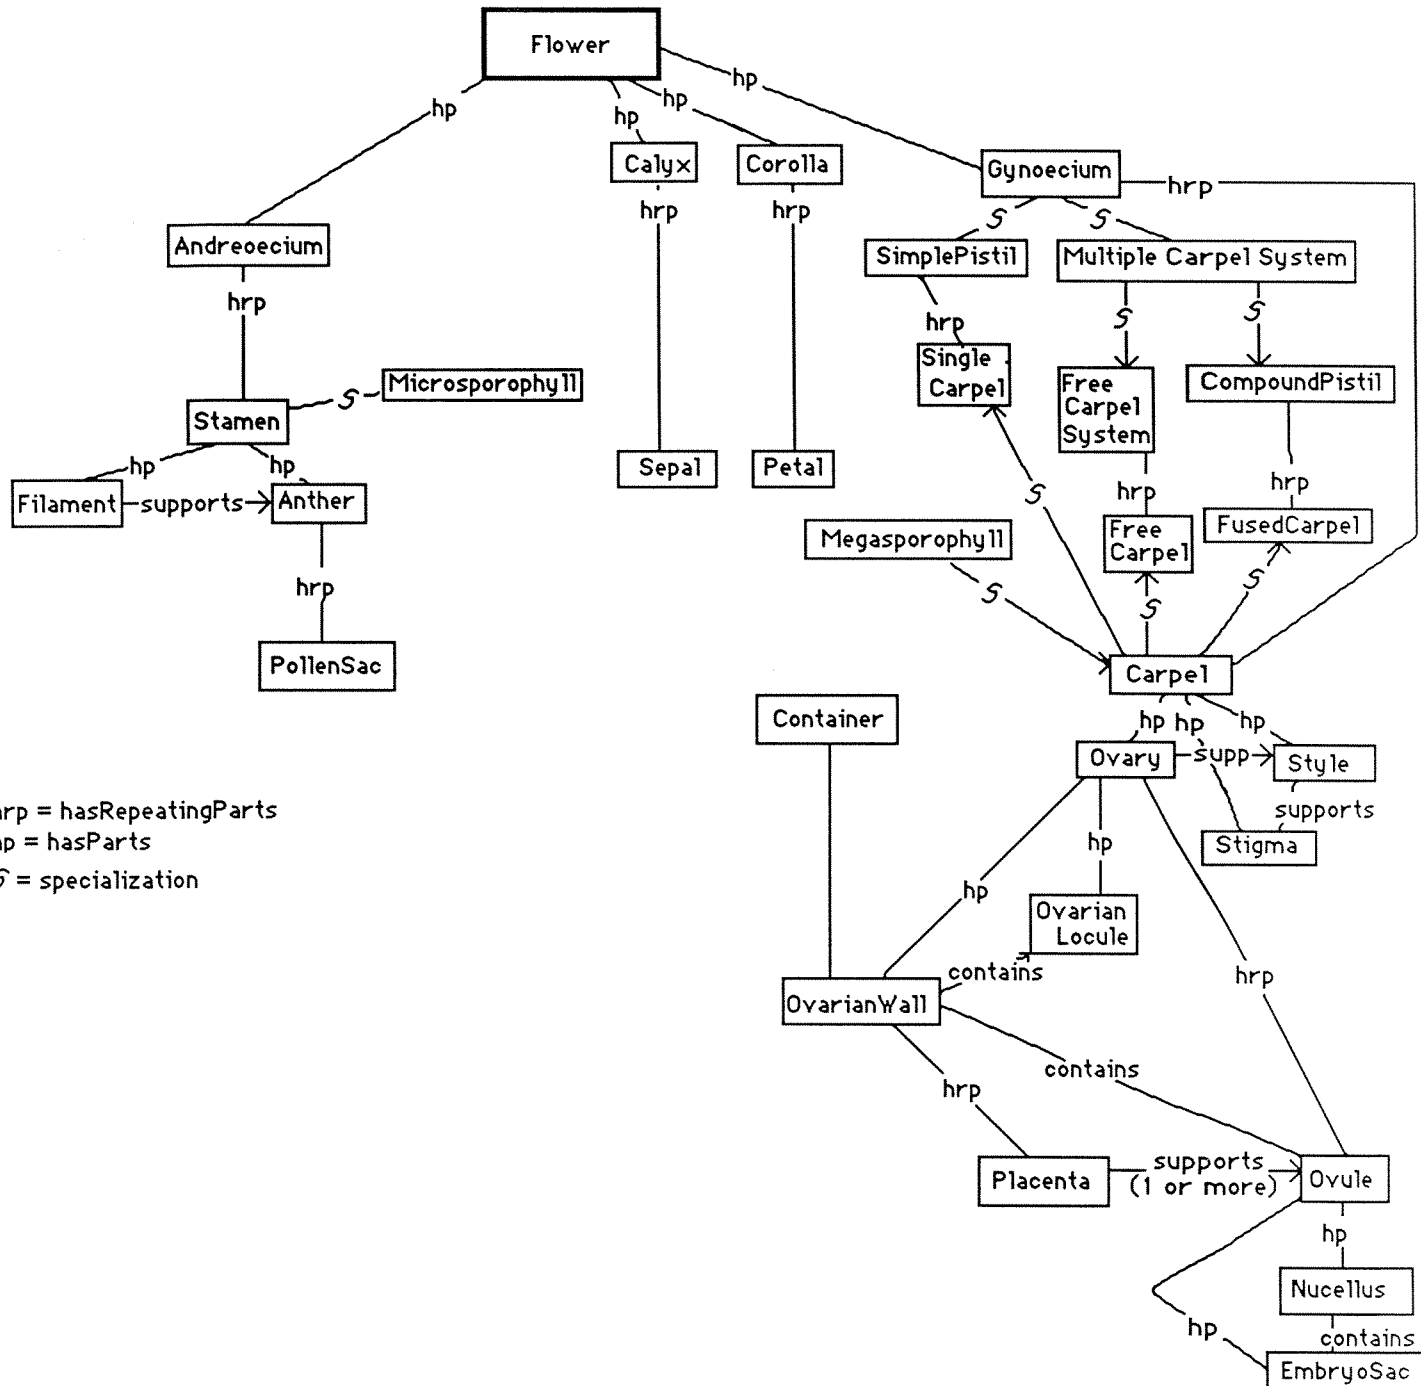 Flower
hp
hp
hp
hp
Calyx
Corolla
Gynoecium
hrp
hrp
hrp
Andreoecium
S
S
SimplePistil
Multiple Carpel System
hrp
hrp
S
S
Single
Carpel
Microsporophyll
S
Stamen
Free
Carpel
System
CompoundPistil
hp
hp
Sepal
Petal
Filament
supports
Anther
S
hrp
hrp
Megasporophyll
Free
Carpel
FusedCarpel
hrp
S
S
S
PollenSac
Carpel
Container
hp
hp
hp
Ovary
supp
Style
supports
hrp = hasRepeatingParts
hp = hasParts
S = specialization
hp
Stigma
hp
Ovarian
Locule
contains
hrp
OvarianWall
contains
hrp
Placenta
supports
(1 or more)
Ovule
hp
Nucellus
hp
contains
EmbryoSac